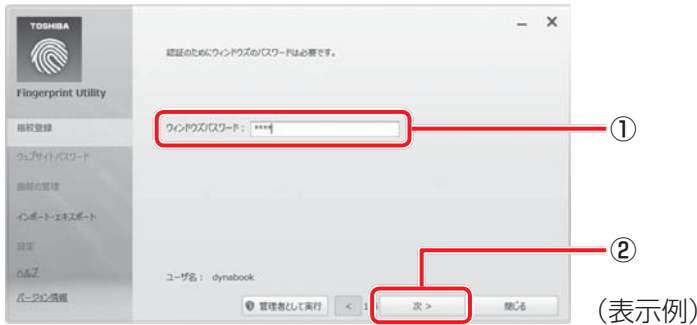 TOSHIBA
認証のためにウィンドウズのパスワードは必要です。
Fingerprint Utility
ウィンドウズパスワード: ****
①
指紋登録
ウェブサイトパスワード
指紋の管理
インポート・エキスポート
設定
②
ヘルプ
ユーザ名: dynabook
バージョン情報
管理者として実行 < 1 次 > 閉じる
(表示例)